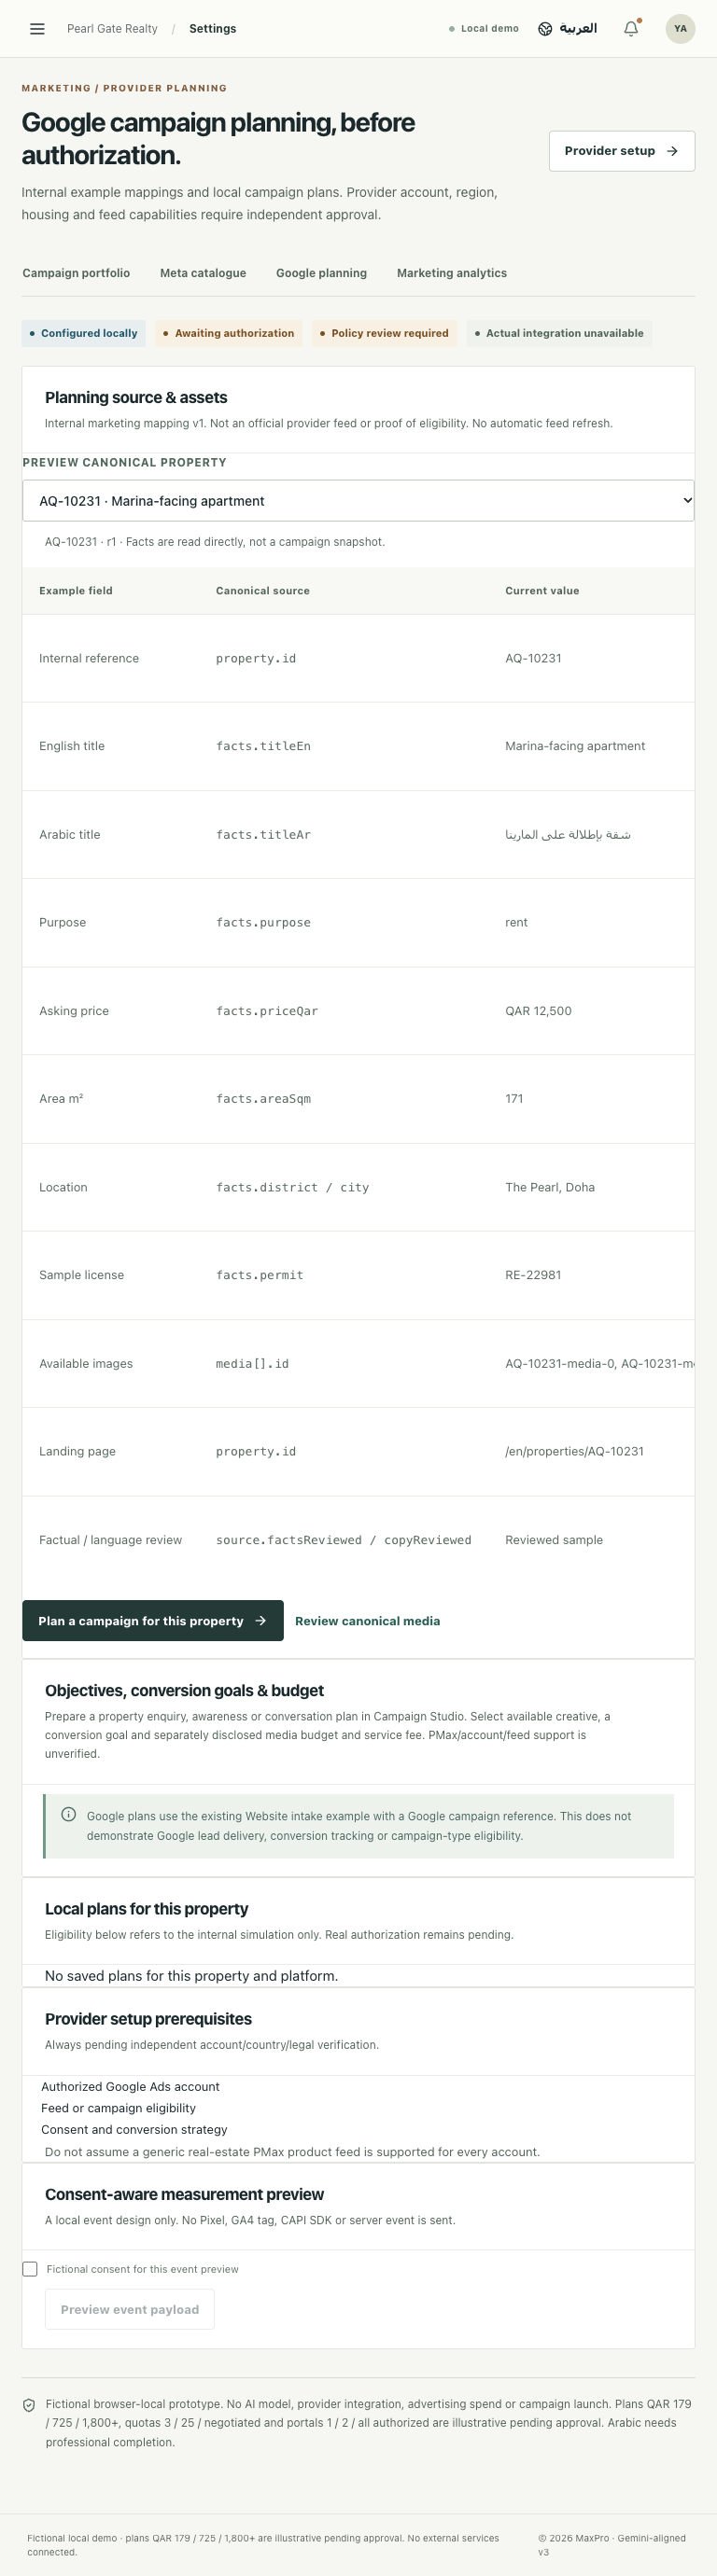 Pearl Gate Realty / Settings
Local demo
العربية
YA
MARKETING / PROVIDER PLANNING
Google campaign planning, before
authorization.
Provider setup →
Internal example mappings and local campaign plans. Provider account, region,
housing and feed capabilities require independent approval.
Campaign portfolio Meta catalogue Google planning Marketing analytics
Configured locally Awaiting authorization Policy review required Actual integration unavailable
Planning source & assets
Internal marketing mapping v1. Not an official provider feed or proof of eligibility. No automatic feed refresh.
PREVIEW CANONICAL PROPERTY
AQ-10231 · Marina-facing apartment
AQ-10231 · r1 · Facts are read directly, not a campaign snapshot.
Example field Canonical source Current value
Internal reference property.id AQ-10231
English title facts.titleEn Marina-facing apartment
Arabic title facts.titleAr شقة بإطلالة على المارينا
Purpose facts.purpose rent
Asking price facts.priceQar QAR 12,500
Area m² facts.areaSqm 171
Location facts.district / city The Pearl, Doha
Sample license facts.permit RE-22981
Available images media[].id AQ-10231-media-0, AQ-10231-m
Landing page property.id /en/properties/AQ-10231
Factual / language review source.factsReviewed / copyReviewed Reviewed sample
Plan a campaign for this property → Review canonical media
Objectives, conversion goals & budget
Prepare a property enquiry, awareness or conversation plan in Campaign Studio. Select available creative, a
conversion goal and separately disclosed media budget and service fee. PMax/account/feed support is
unverified.
Google plans use the existing Website intake example with a Google campaign reference. This does not
demonstrate Google lead delivery, conversion tracking or campaign-type eligibility.
Local plans for this property
Eligibility below refers to the internal simulation only. Real authorization remains pending.
No saved plans for this property and platform.
Provider setup prerequisites
Always pending independent account/country/legal verification.
Authorized Google Ads account
Feed or campaign eligibility
Consent and conversion strategy
Do not assume a generic real-estate PMax product feed is supported for every account.
Consent-aware measurement preview
A local event design only. No Pixel, GA4 tag, CAPI SDK or server event is sent.
Fictional consent for this event preview
Preview event payload
Fictional browser-local prototype. No AI model, provider integration, advertising spend or campaign launch. Plans QAR 179
/ 725 / 1,800+, quotas 3 / 25 / negotiated and portals 1 / 2 / all authorized are illustrative pending approval. Arabic needs
professional completion.
Fictional local demo · plans QAR 179 / 725 / 1,800+ are illustrative pending approval. No external services
connected.
© 2026 MaxPro · Gemini-aligned
v3